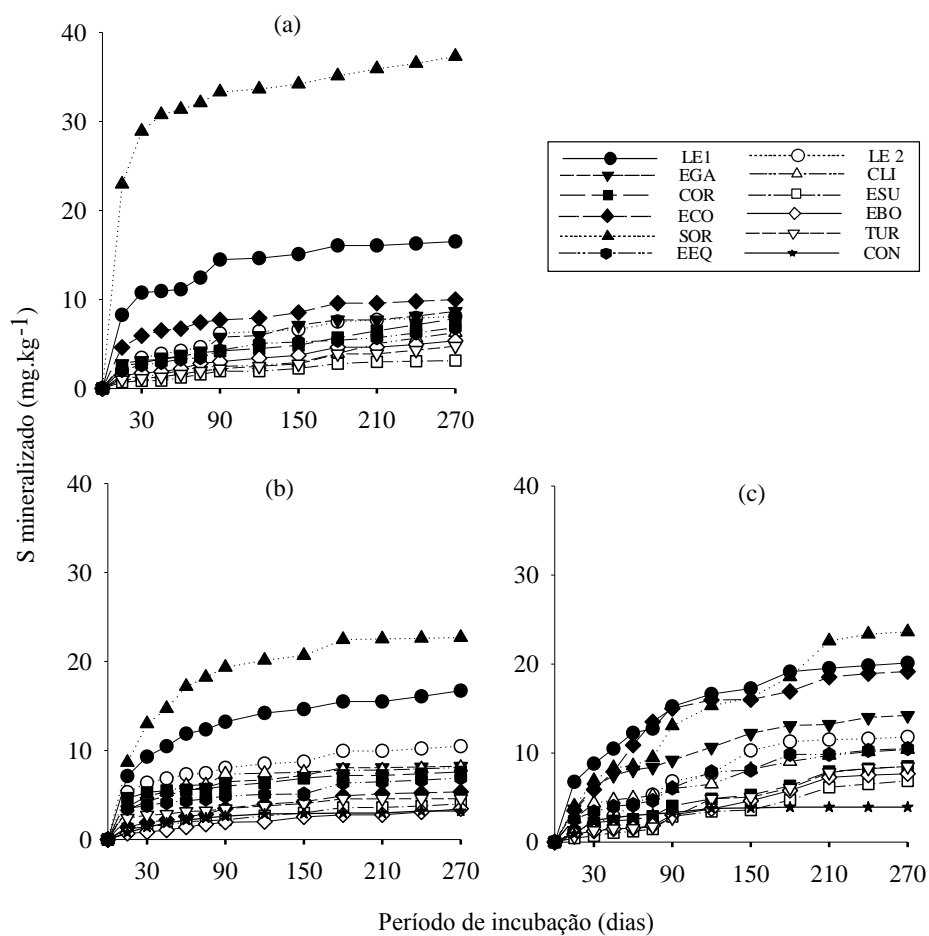 (a)
40
30
20
10
0
30 90 150 210 270
LE1 LE 2
EGA CLI
COR ESU
ECO EBO
SOR TUR
EEQ CON
S mineralizado (mg.kg-1)
(b) (c)
40 40
30 30
20 20
10 10
0 0
30 90 150 210 270 30 90 150 210 270
Período de incubação (dias)